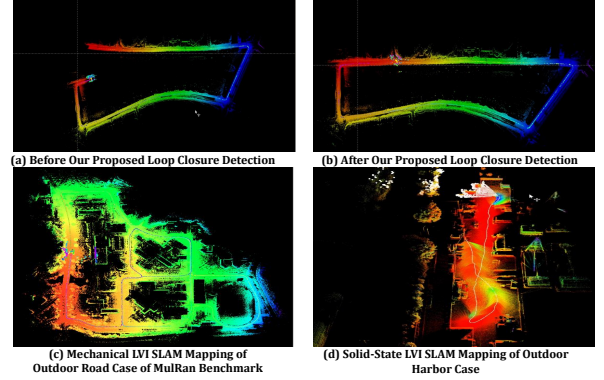 (a) Before Our Proposed Loop Closure Detection
(b) After Our Proposed Loop Closure Detection
(c) Mechanical LVI SLAM Mapping of
Outdoor Road Case of MulRan Benchmark
(d) Solid-State LVI SLAM Mapping of Outdoor
Harbor Case